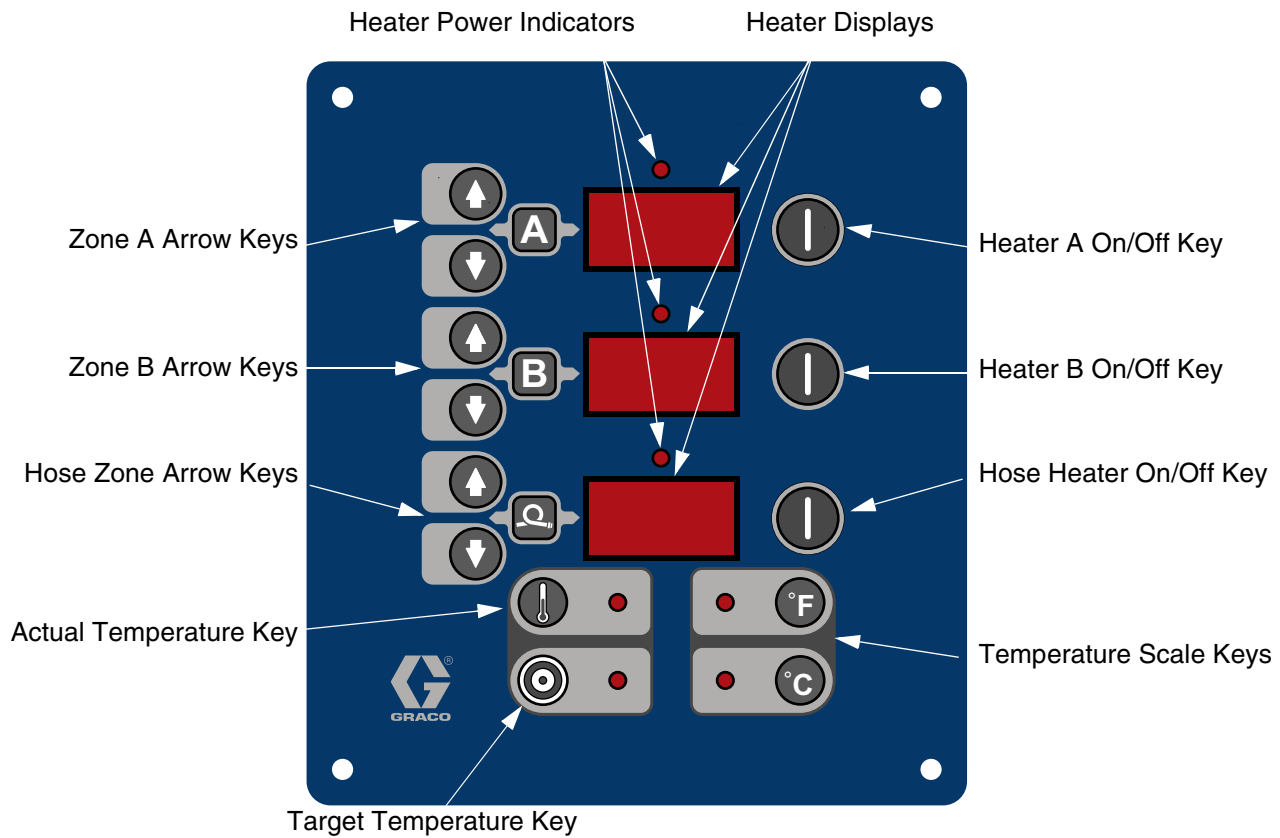 Heater Power Indicators
Heater Displays
Zone A Arrow Keys
A
Heater A On/Off Key
Zone B Arrow Keys
B
Heater B On/Off Key
Hose Zone Arrow Keys
Hose Heater On/Off Key
°F
Actual Temperature Key
Temperature Scale Keys
°C
®
GRACO
Target Temperature Key